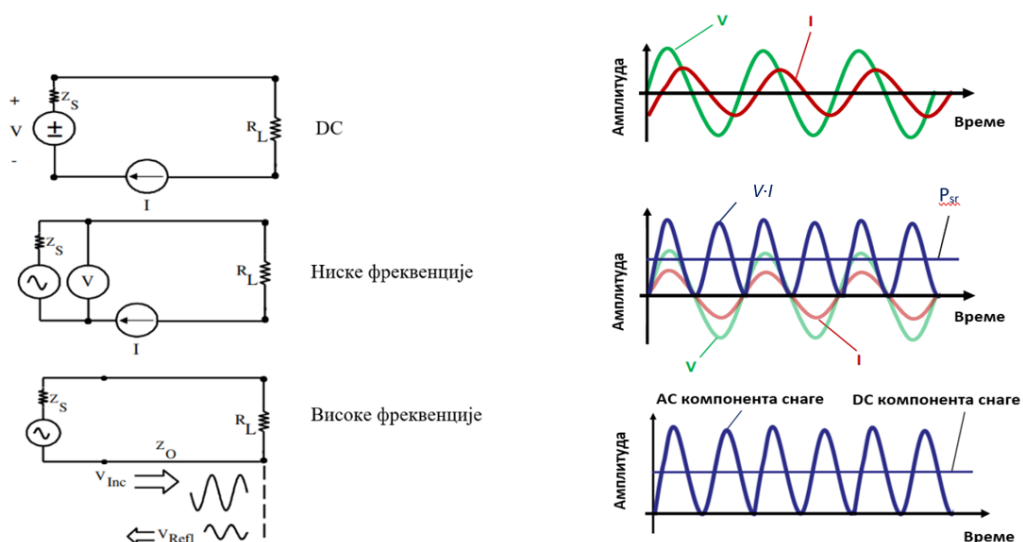 +
Z_S
V
±
-
R_L
DC
I
Z_S
V
R_L
Ниске фреквенције
I
Z_S
R_L
Високе фреквенције
Z_O
V_Inc
V_Refl
V
I
Амплитуда
Време
V·I
P_sr
Амплитуда
Време
V
I
AC компонента снаге
DC компонента снаге
Амплитуда
Време